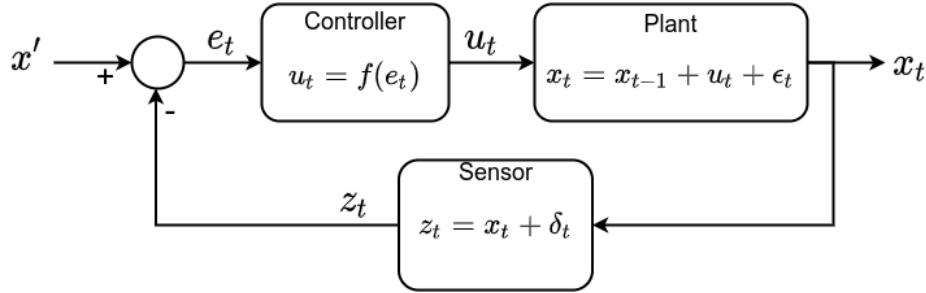 x′
+
-
e_t
Controller
u_t = f(e_t)
u_t
Plant
x_t = x_{t−1} + u_t + ϵ_t
x_t
Sensor
z_t = x_t + δ_t
z_t